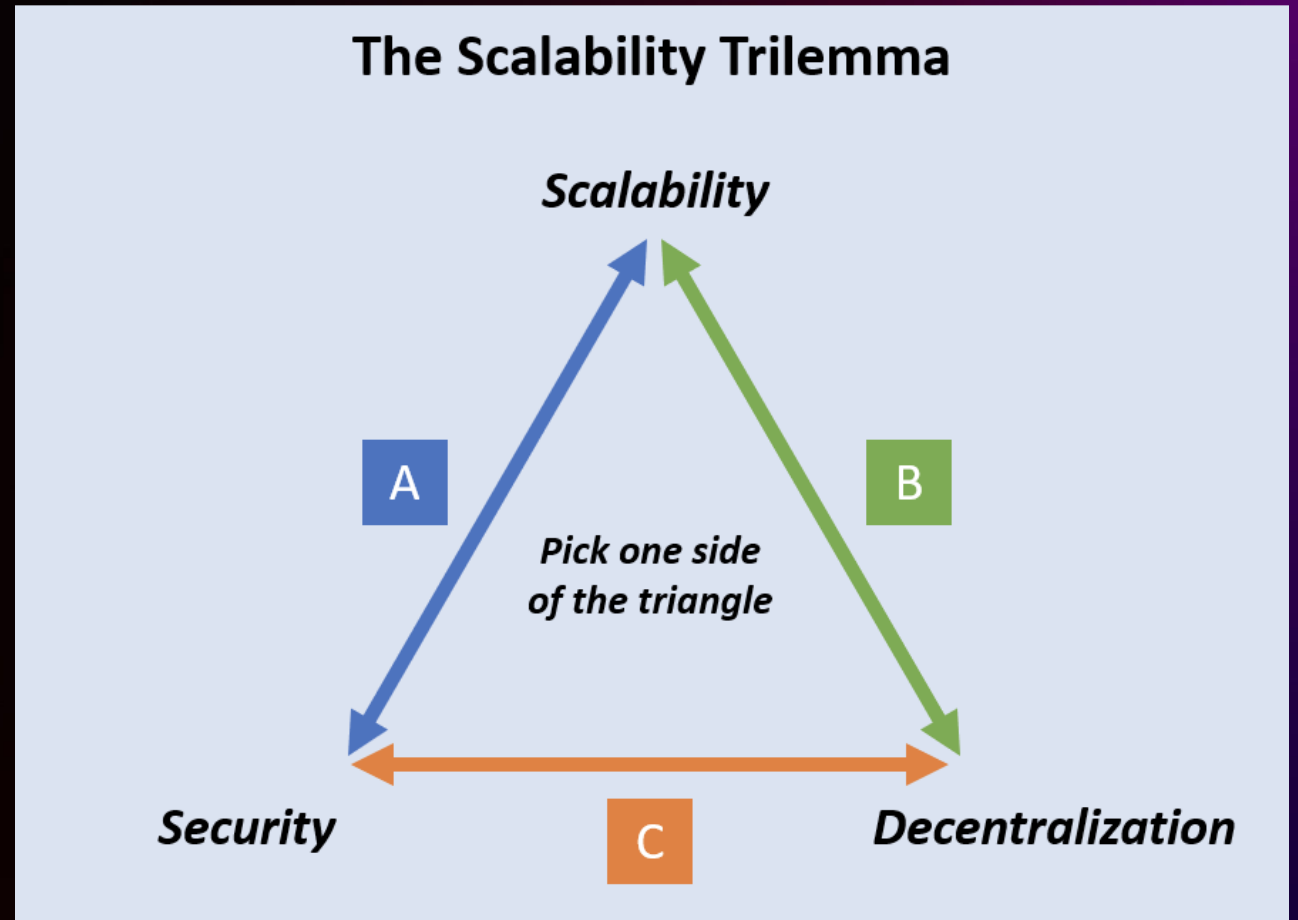 The Scalability Trilemma
Scalability
A
B
Pick one side
of the triangle
Security
C
Decentralization